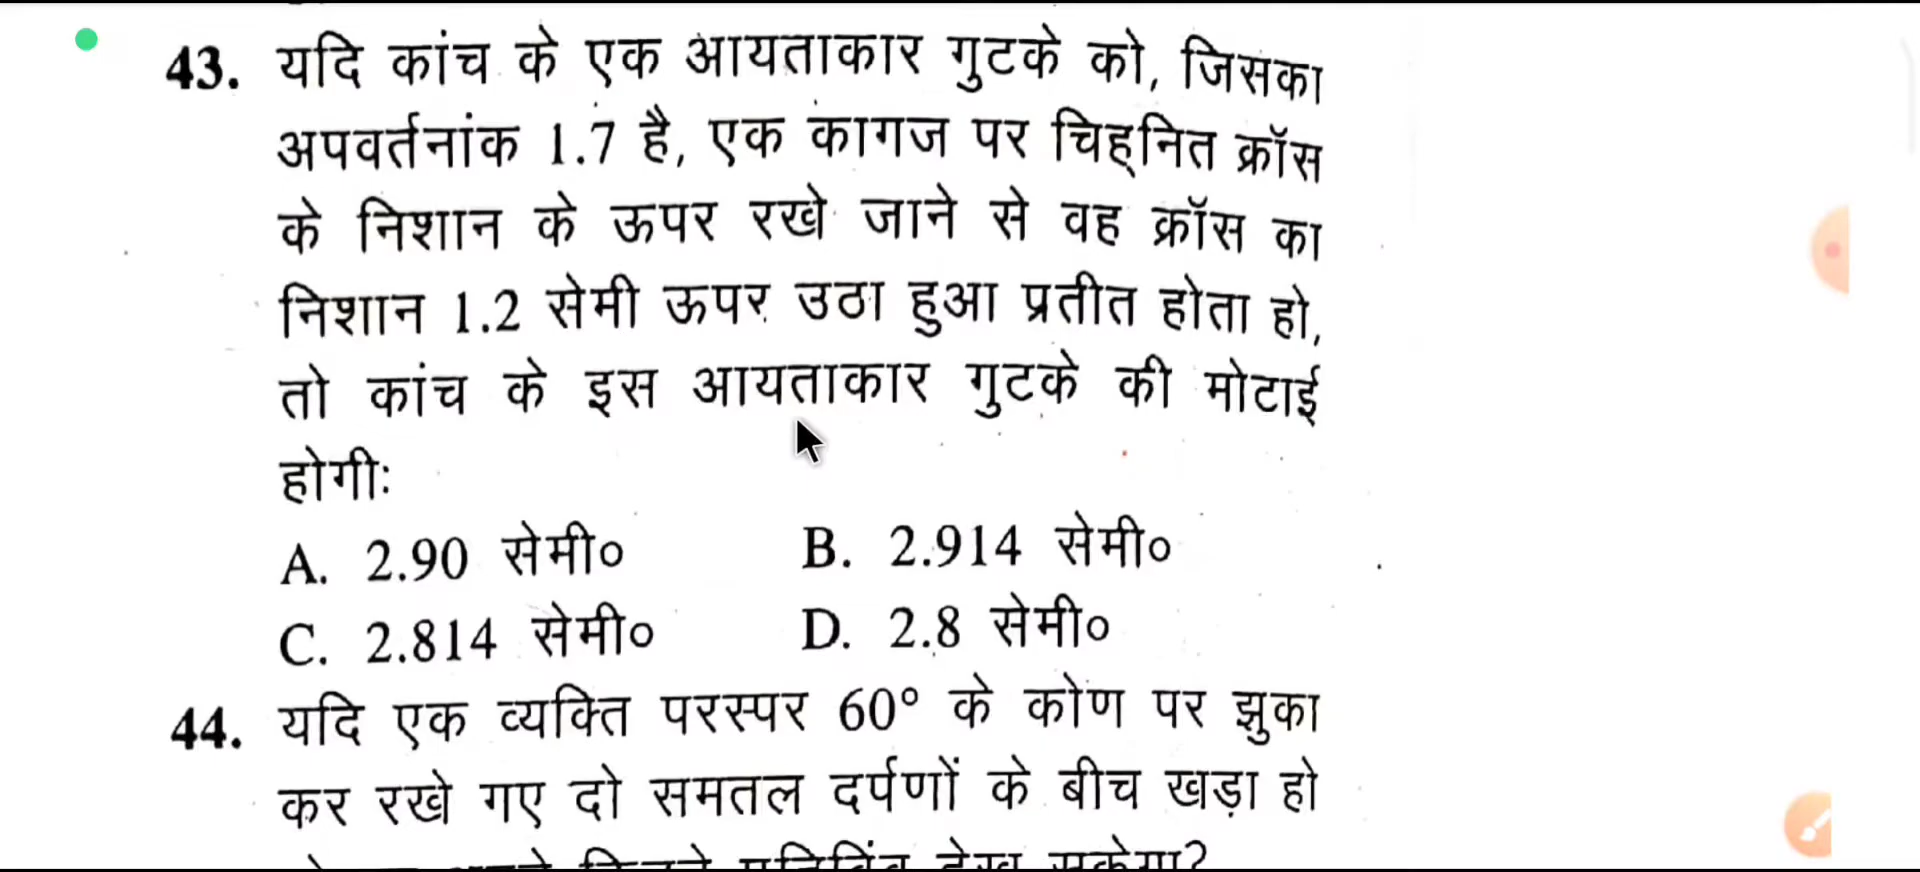 43. यदि कांच के एक आयताकार गुटके को, जिसका
अपवर्तनांक 1.7 है, एक कागज पर चिह्नित क्रॉस
के निशान के ऊपर रखे जाने से वह क्रॉस का
निशान 1.2 सेमी ऊपर उठा हुआ प्रतीत होता हो,
तो कांच के इस आयताकार गुटके की मोटाई
होगीः
A. 2.90 सेमी० B. 2.914 सेमी०
C. 2.814 सेमी० D. 2.8 सेमी०
44. यदि एक व्यक्ति परस्पर 60° के कोण पर झुका
कर रखे गए दो समतल दर्पणों के बीच खड़ा हो